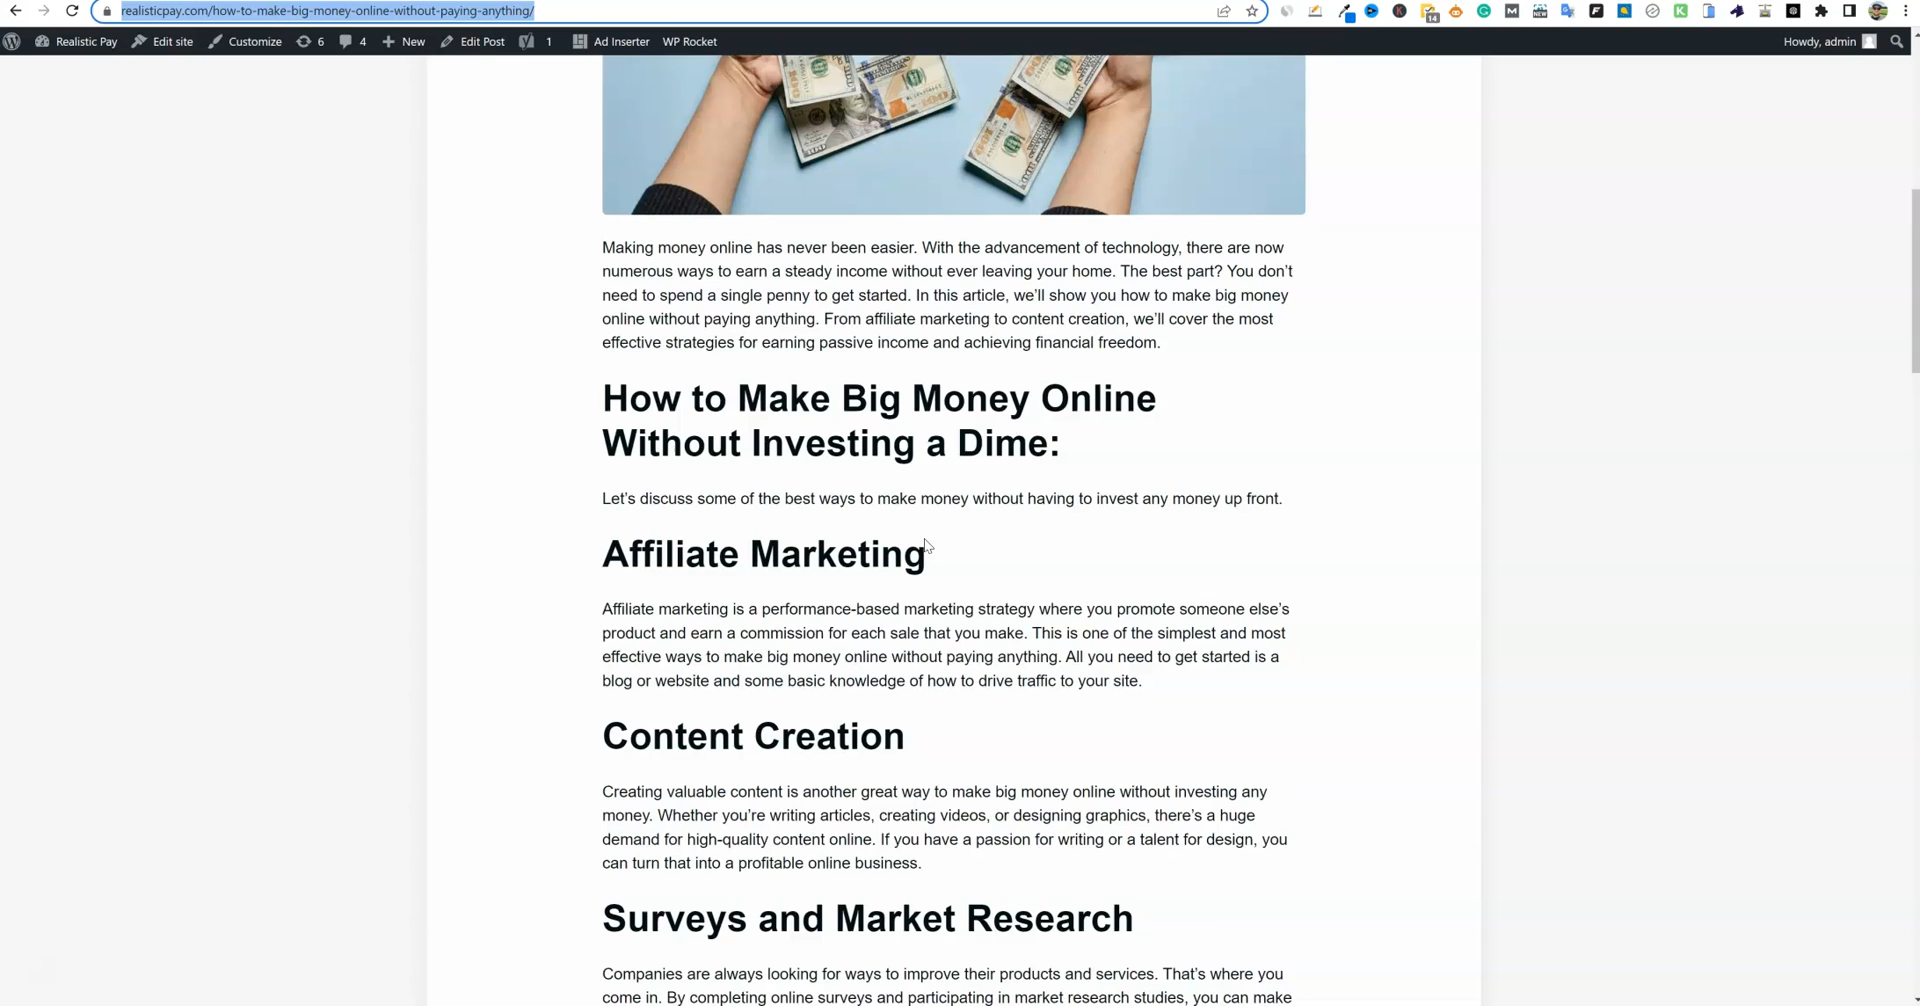 realisticpay.com/how-to-make-big-money-online-without-paying-anything/
14
NEW
Realistic Pay
Edit site
Customize
6
4
New
Edit Post
1
Ad Inserter
WP Rocket
Howdy, admin
Making money online has never been easier. With the advancement of technology, there are now
numerous ways to earn a steady income without ever leaving your home. The best part? You don’t
need to spend a single penny to get started. In this article, we’ll show you how to make big money
online without paying anything. From affiliate marketing to content creation, we’ll cover the most
effective strategies for earning passive income and achieving financial freedom.
How to Make Big Money Online
Without Investing a Dime:
Let’s discuss some of the best ways to make money without having to invest any money up front.
Affiliate Marketing
Affiliate marketing is a performance-based marketing strategy where you promote someone else’s
product and earn a commission for each sale that you make. This is one of the simplest and most
effective ways to make big money online without paying anything. All you need to get started is a
blog or website and some basic knowledge of how to drive traffic to your site.
Content Creation
Creating valuable content is another great way to make big money online without investing any
money. Whether you’re writing articles, creating videos, or designing graphics, there’s a huge
demand for high-quality content online. If you have a passion for writing or a talent for design, you
can turn that into a profitable online business.
Surveys and Market Research
Companies are always looking for ways to improve their products and services. That’s where you
come in. By completing online surveys and participating in market research studies, you can make